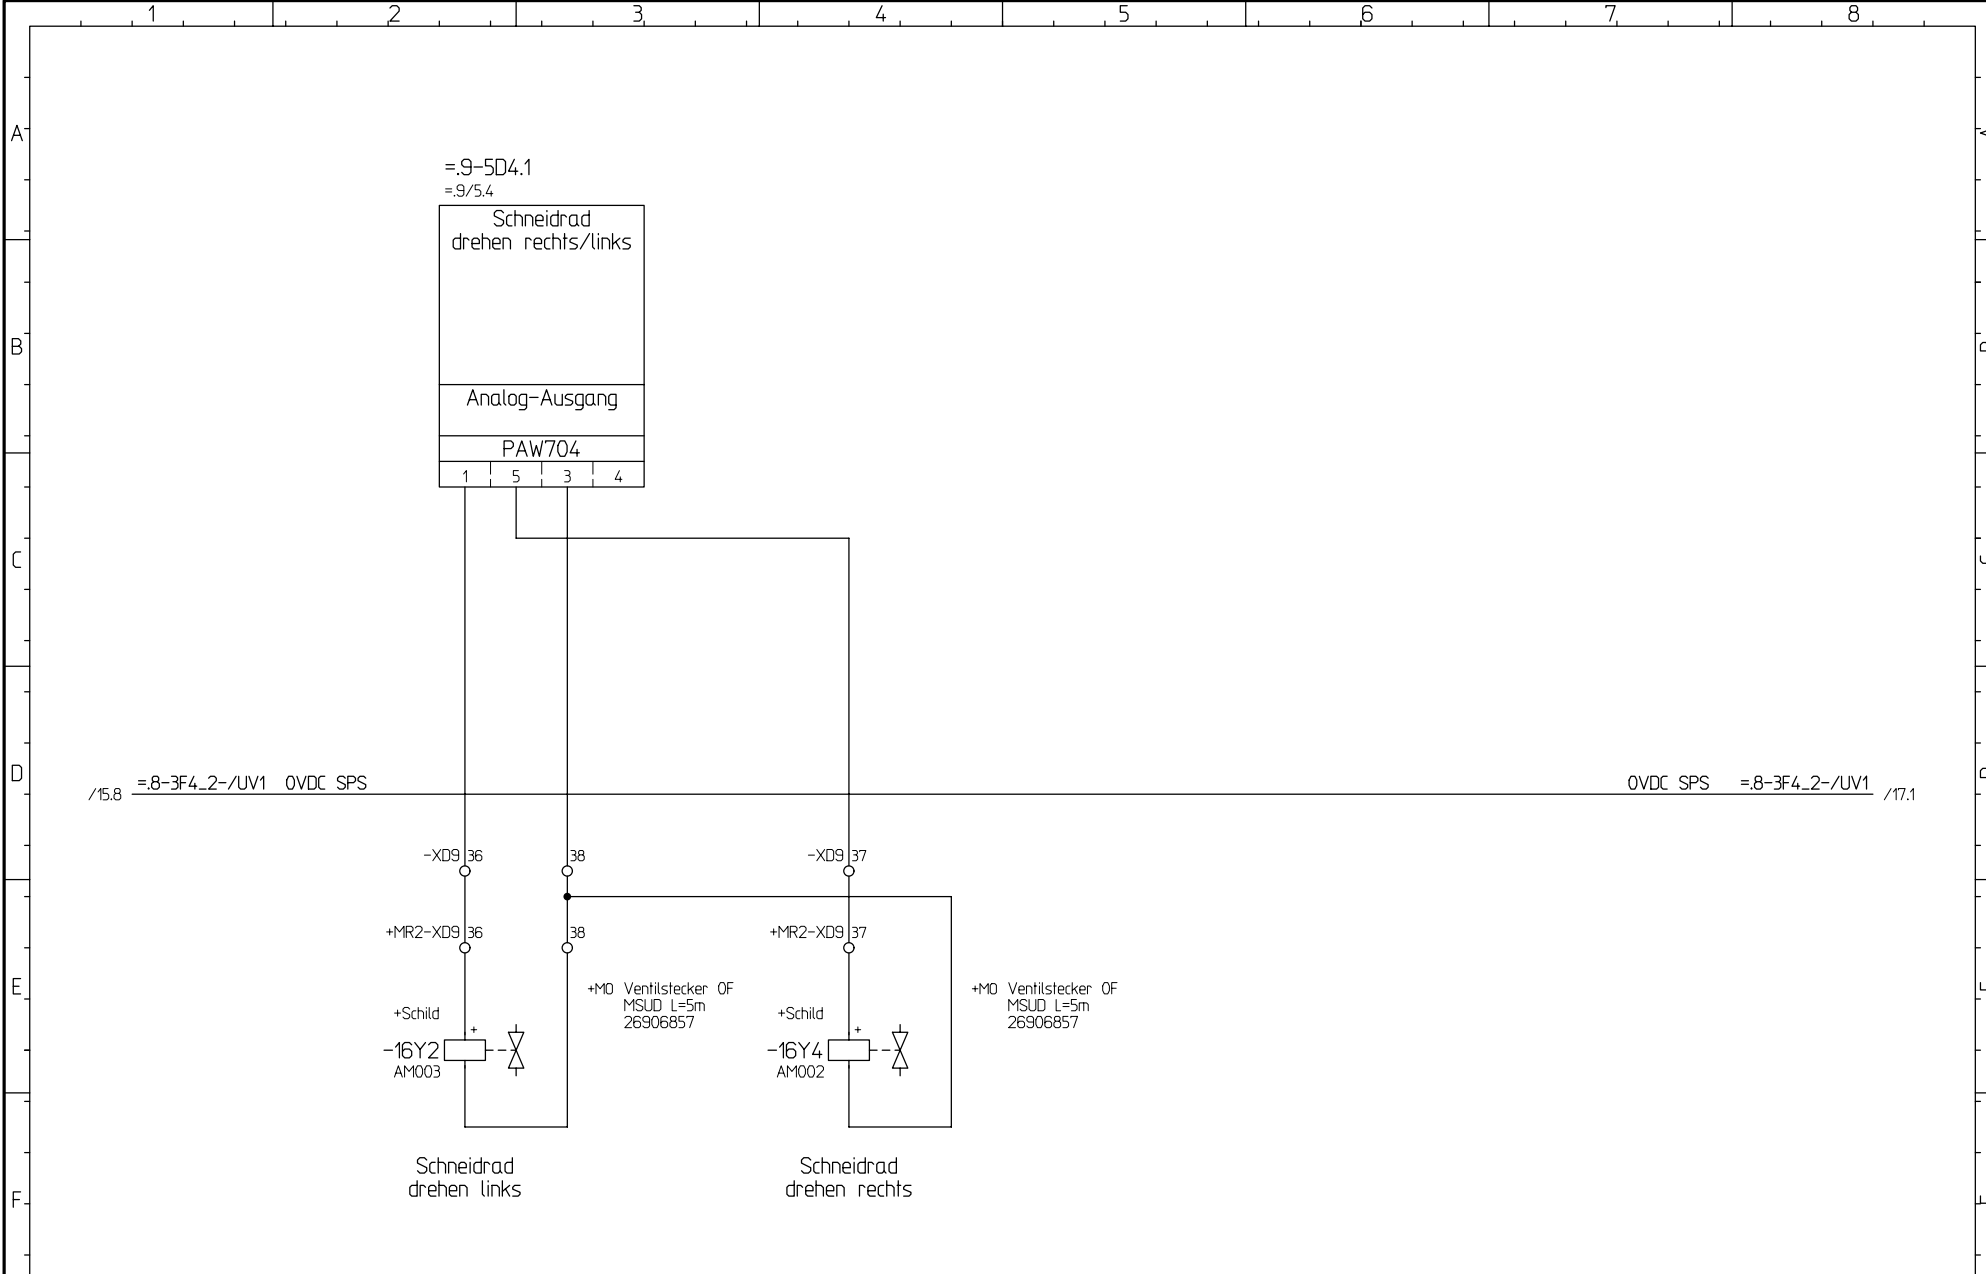 1 2 3 4 5 6 7 8
A
=.9-5D4.1
=.9/5.4
Schneidrad
drehen rechts/links
B
Analog-Ausgang
PAW704
1 5 3 4
C
D
/15.8 =.8-3F4_2-/UV1 0VDC SPS
0VDC SPS =.8-3F4_2-/UV1 /17.1
-XD9 36 38 -XD9 37
+MR2-XD9 36 38 +MR2-XD9 37
E
+M0 Ventilstecker OF
MSUD L=5m
26906857
+M0 Ventilstecker OF
MSUD L=5m
26906857
+Schild
+
-16Y2
AM003
+Schild
+
-16Y4
AM002
Schneidrad
drehen links
Schneidrad
drehen rechts
F